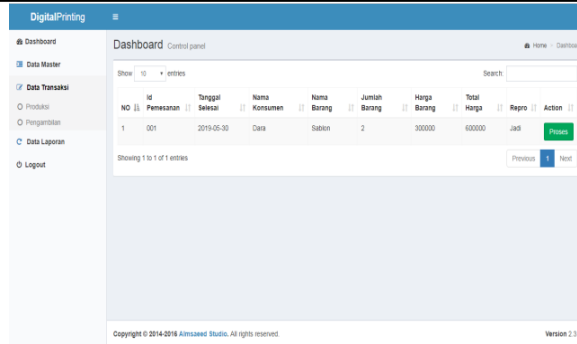 DigitalPrinting
Dashboard
Data Master
Data Transaksi
Produksi
Pengambilan
Data Laporan
Logout
Dashboard Control panel
Home > Dashboa
Show 10 entries
Search:
NO Id Pemesanan Tanggal Selesai Nama Konsumen Nama Barang Jumlah Barang Harga Barang Total Harga Repro Action
1 001 2019-05-30 Dara Sablon 2 300000 600000 Jadi Proses
Showing 1 to 1 of 1 entries
Previous 1 Next
Copyright © 2014-2016 Almsaeed Studio. All rights reserved.
Version 2.3